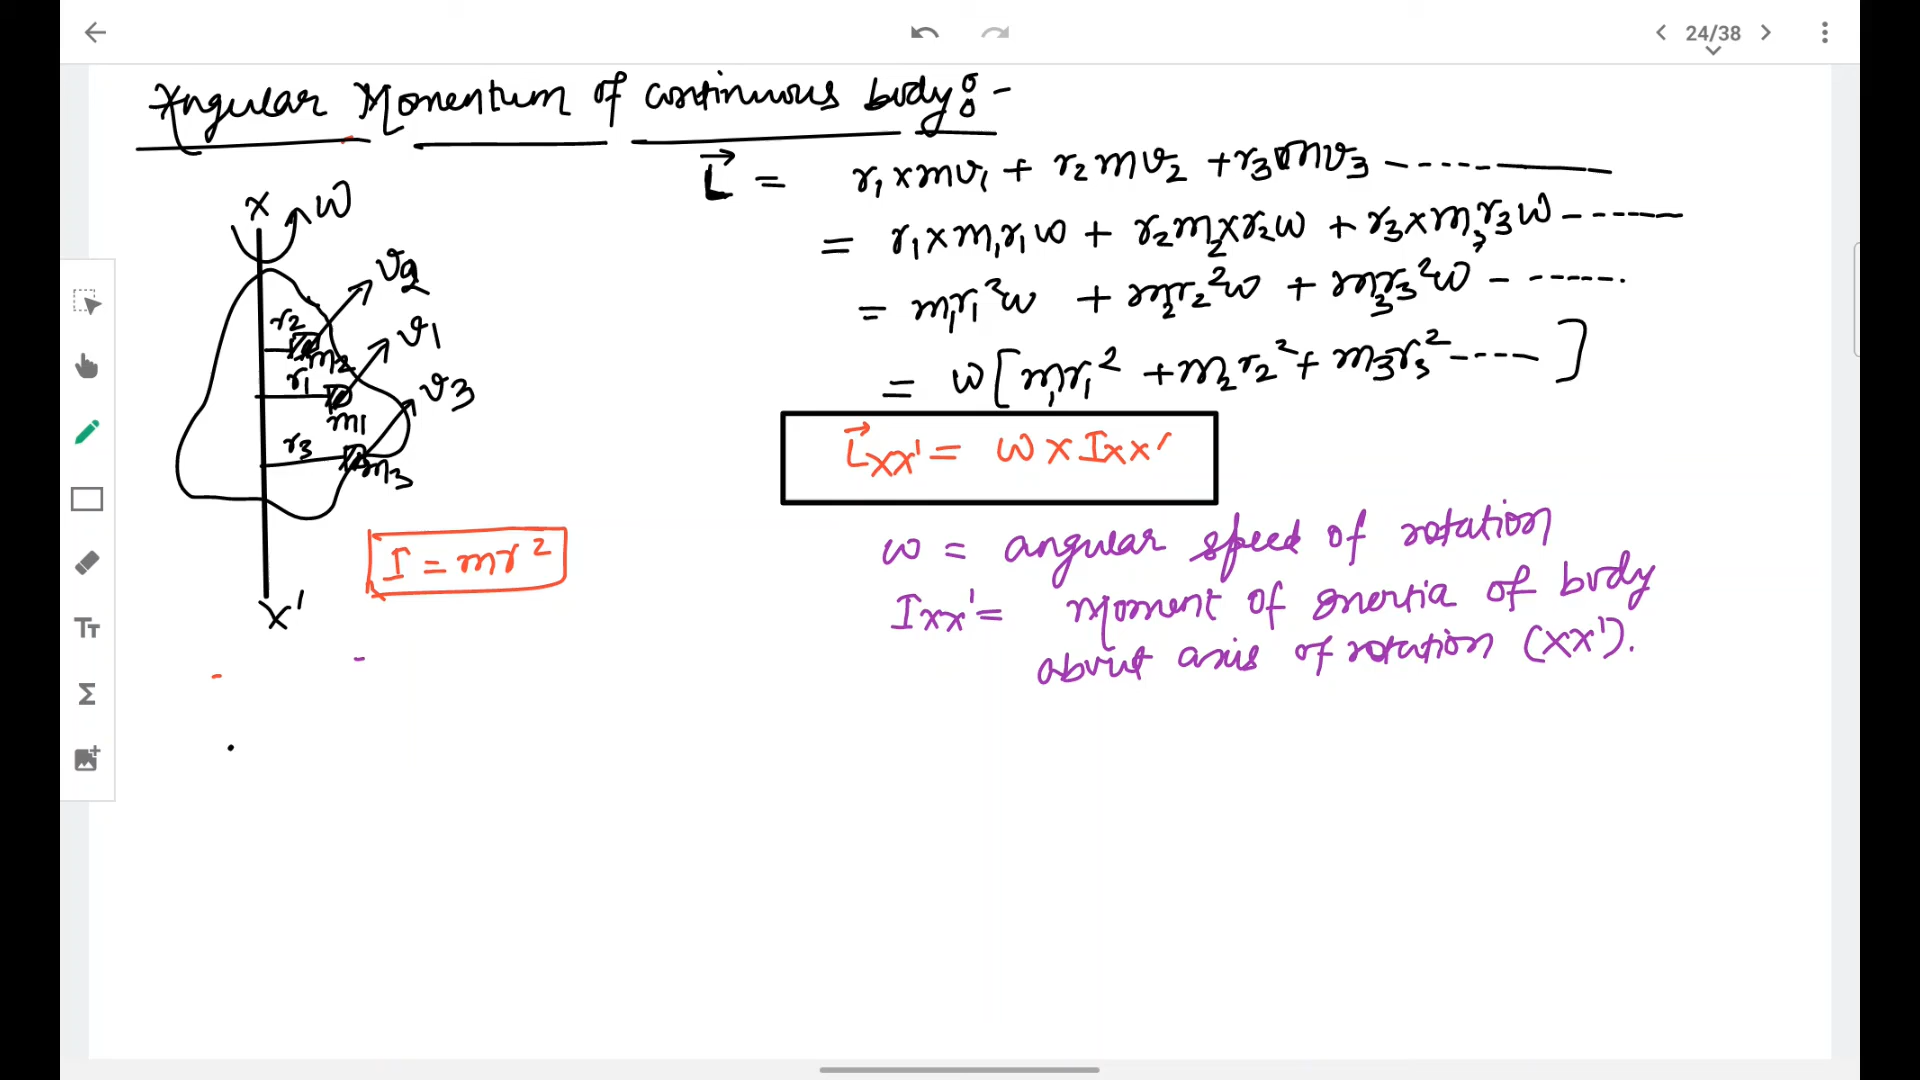 24/38
Angular Momentum of continuous body:-
L⃗ = r₁×mv₁ + r₂mv₂ + r₃mv₃ ------
= r₁×m₁r₁ω + r₂m₂×r₂ω + r₃×m₃r₃ω ------
= m₁r₁²ω + m₂r₂²ω + m₃r₃²ω ------
= ω[m₁r₁² + m₂r₂² + m₃r₃² ----- ]
L⃗xx' = ω × Ixx'
ω = angular speed of rotation
Ixx' = Moment of Inertia of body
about axis of rotation (XX').
X ω
v₂
r₂ m₂
v₁
r₁
m₁
v₃
r₃ m₃
I = mr²
X'
Tт
Σ